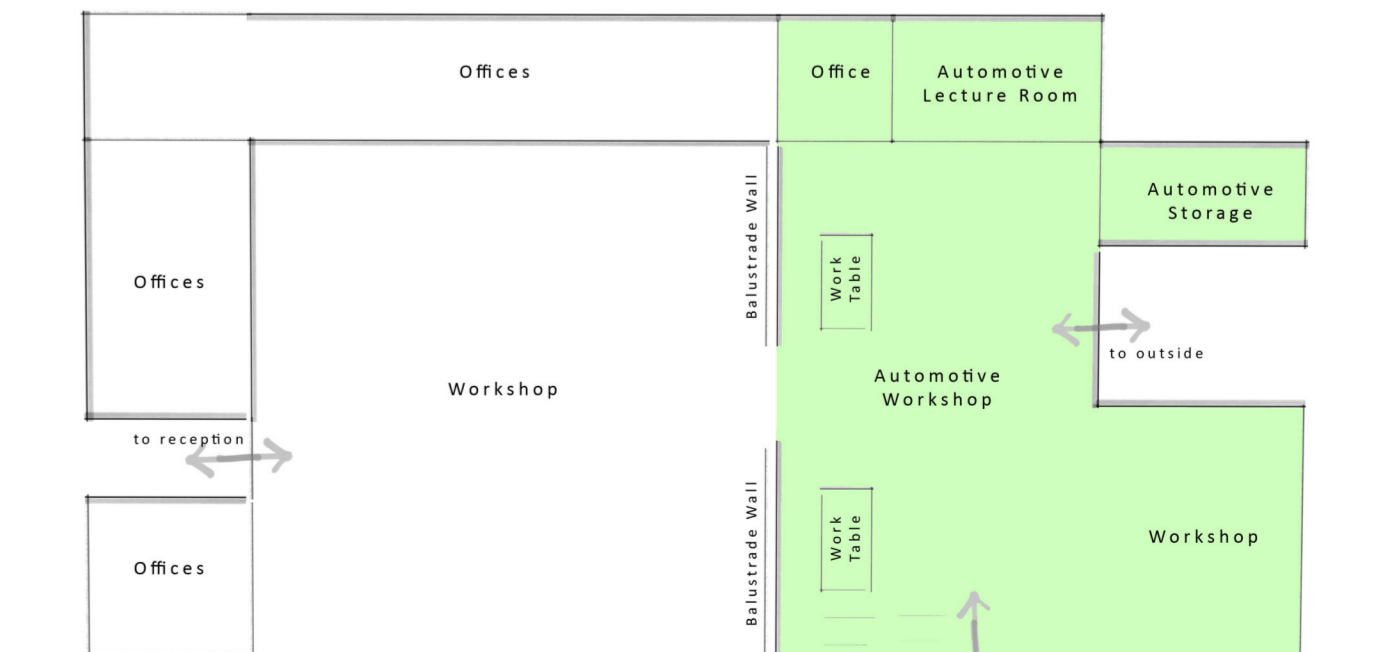 Offices
Office
Automotive
Lecture Room
Automotive
Storage
Balustrade Wall
Work
Table
Offices
to outside
Automotive
Workshop
Workshop
to reception
Balustrade Wall
Work
Table
Workshop
Offices